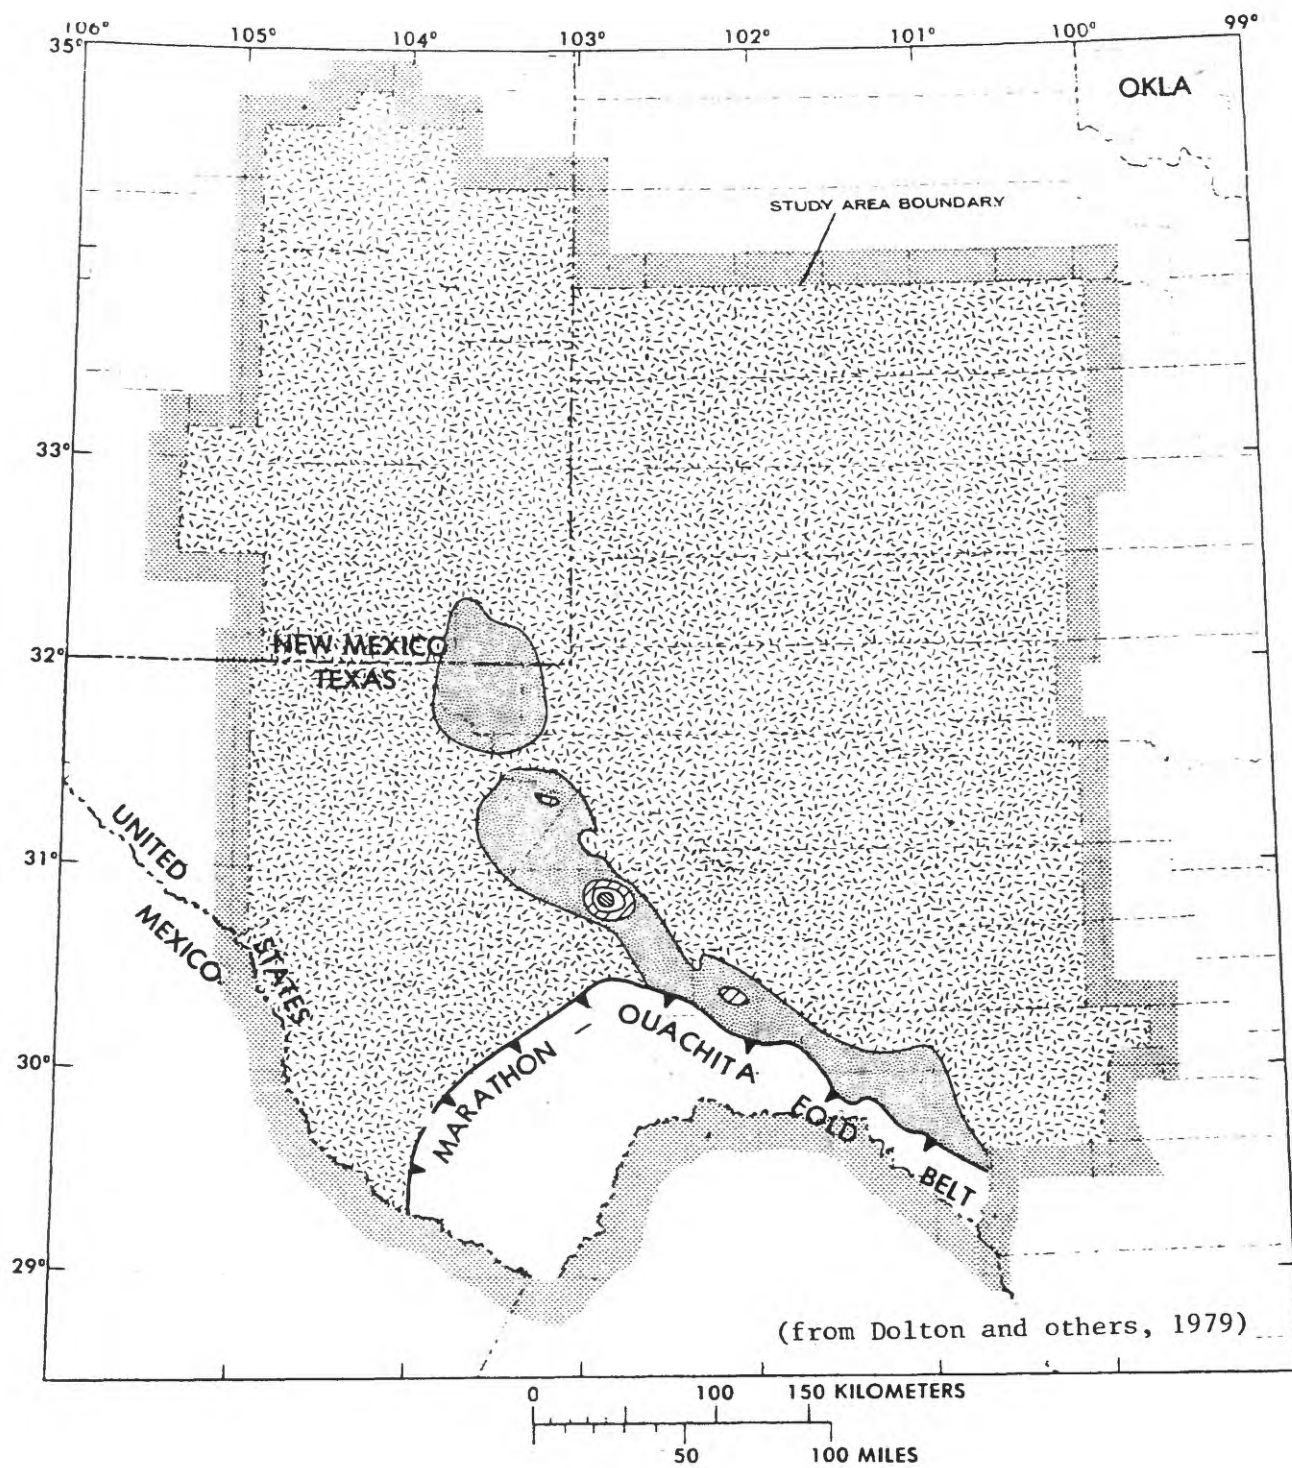 106° 105° 104° 103° 102° 101° 100° 99°
35°
OKLA
STUDY AREA BOUNDARY
33°
32°
NEW MEXICO
TEXAS
31°
UNITED
STATES
MEXICO
30°
MARATHON
OUACHITA
FOLD
BELT
29°
(from Dolton and others, 1979)
0 100 150 KILOMETERS
50 100 MILES